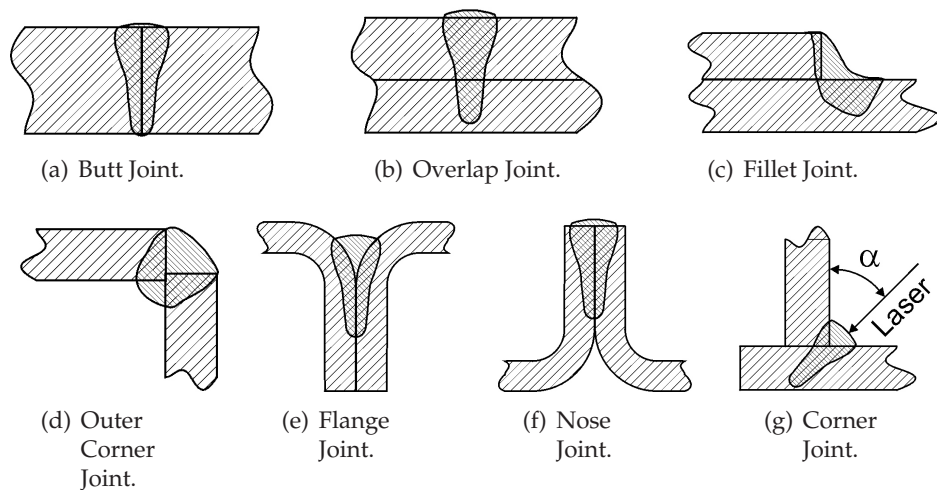 (a) Butt Joint.
(b) Overlap Joint.
(c) Fillet Joint.
α
Laser
(d) Outer
Corner
Joint.
(e) Flange
Joint.
(f) Nose
Joint.
(g) Corner
Joint.